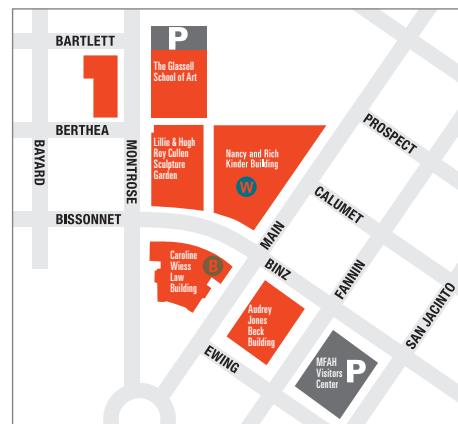 P
BARTLETT
The Glassell
School of Art
BERTHEA
PROSPECT
BAYARD
MONTROSE
Lillie & Hugh
Roy Cullen
Sculpture
Garden
Nancy and Rich
Kinder Building
W
CALUMET
BISSONNET
MAIN
Caroline
Wiess
Law
Building
B
BINZ
FANNIN
SAN JACINTO
Audrey
Jones
Beck
Building
EWING
MFAH
Visitors
Center
P